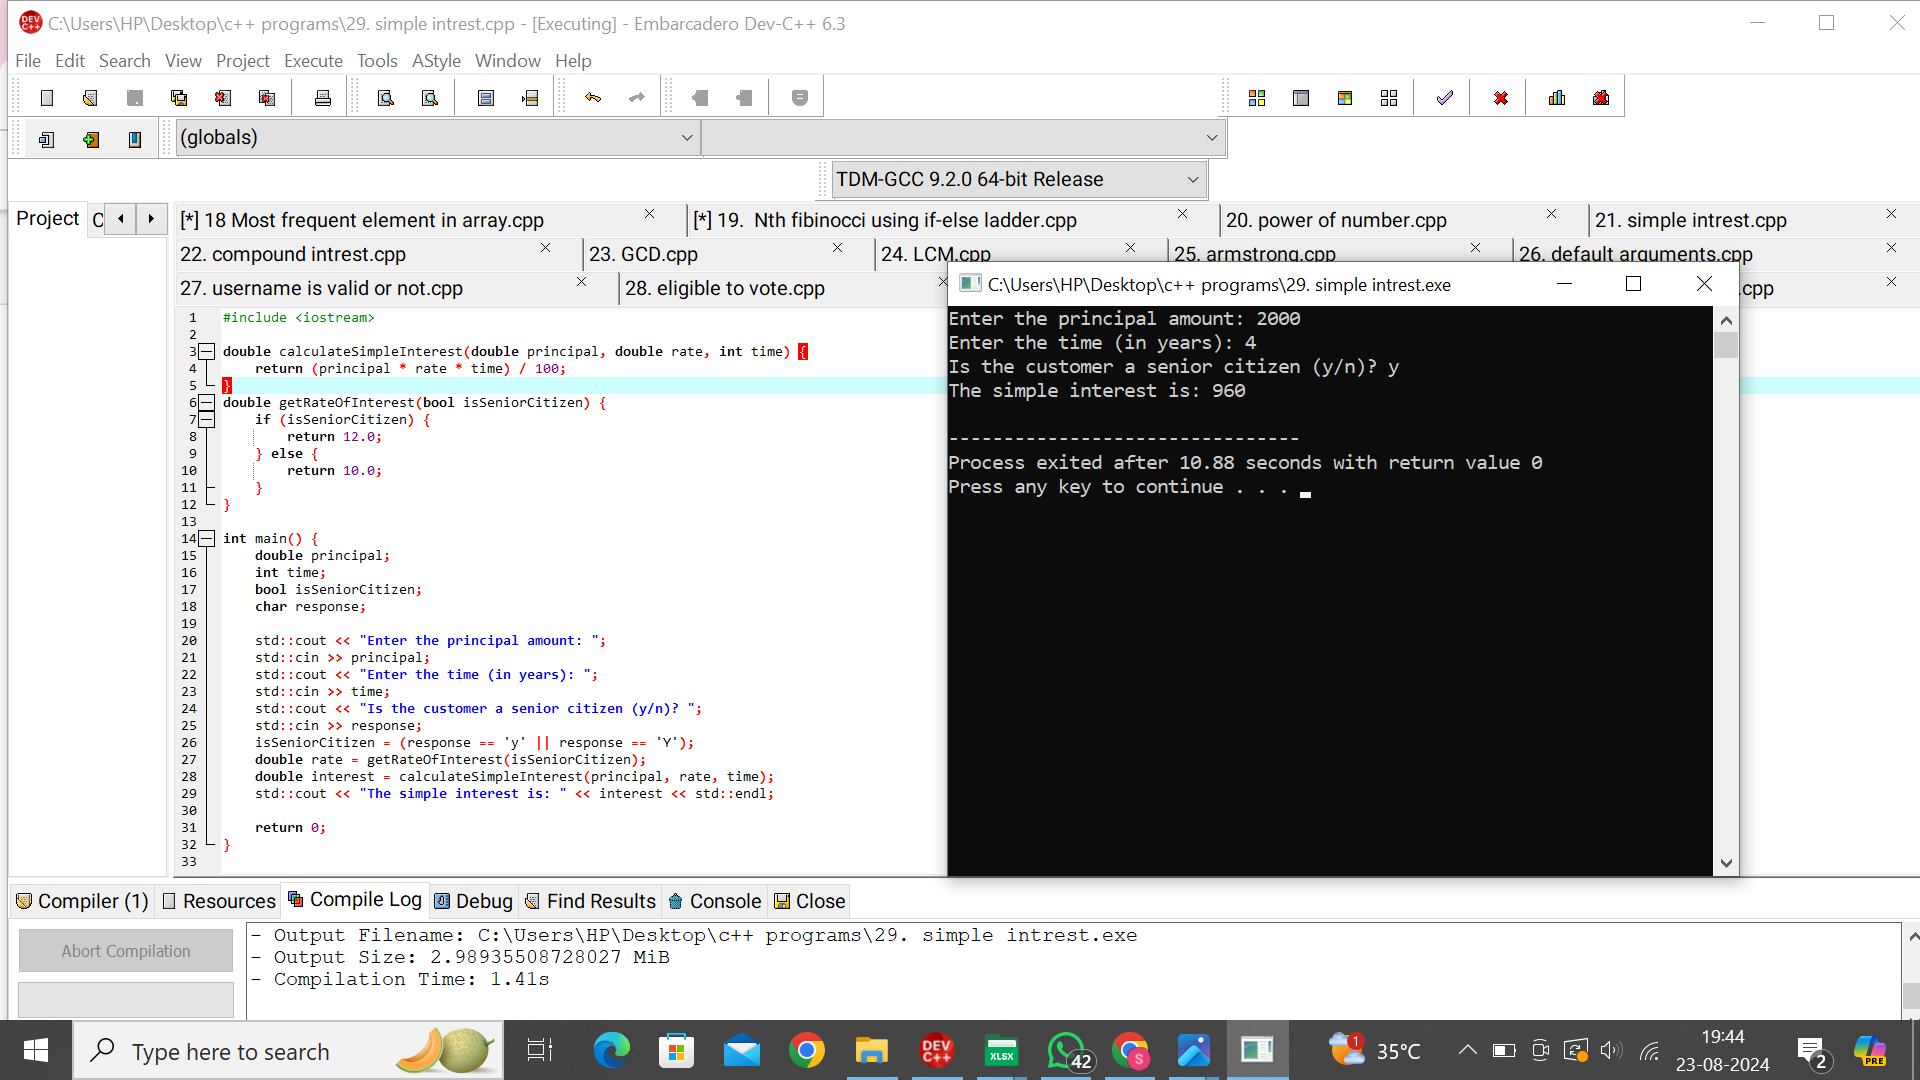 C:\Users\HP\Desktop\c++ programs\29. simple intrest.cpp - [Executing] - Embarcadero Dev-C++ 6.3
File Edit Search View Project Execute Tools AStyle Window Help
(globals)
TDM-GCC 9.2.0 64-bit Release
Project C
[*] 18 Most frequent element in array.cpp [*] 19. Nth fibinocci using if-else ladder.cpp 20. power of number.cpp 21. simple intrest.cpp
22. compound intrest.cpp 23. GCD.cpp 24. LCM.cpp 25. armstrong.cpp 26. default arguments.cpp
27. username is valid or not.cpp 28. eligible to vote.cpp .cpp
1 #include <iostream>
2
3 double calculateSimpleInterest(double principal, double rate, int time) {
4 return (principal * rate * time) / 100;
5 }
6 double getRateOfInterest(bool isSeniorCitizen) {
7 if (isSeniorCitizen) {
8 return 12.0;
9 } else {
10 return 10.0;
11 }
12 }
13
14 int main() {
15 double principal;
16 int time;
17 bool isSeniorCitizen;
18 char response;
19
20 std::cout << "Enter the principal amount: ";
21 std::cin >> principal;
22 std::cout << "Enter the time (in years): ";
23 std::cin >> time;
24 std::cout << "Is the customer a senior citizen (y/n)? ";
25 std::cin >> response;
26 isSeniorCitizen = (response == 'y' || response == 'Y');
27 double rate = getRateOfInterest(isSeniorCitizen);
28 double interest = calculateSimpleInterest(principal, rate, time);
29 std::cout << "The simple interest is: " << interest << std::endl;
30
31 return 0;
32 }
33
C:\Users\HP\Desktop\c++ programs\29. simple intrest.exe
Enter the principal amount: 2000
Enter the time (in years): 4
Is the customer a senior citizen (y/n)? y
The simple interest is: 960
--------------------------------
Process exited after 10.88 seconds with return value 0
Press any key to continue . . .
Compiler (1) Resources Compile Log Debug Find Results Console Close
Abort Compilation
- Output Filename: C:\Users\HP\Desktop\c++ programs\29. simple intrest.exe
- Output Size: 2.98935508728027 MiB
- Compilation Time: 1.41s
Type here to search
DEV C++
XLSX
42
S
1
35°C
19:44
23-08-2024
2
PRE